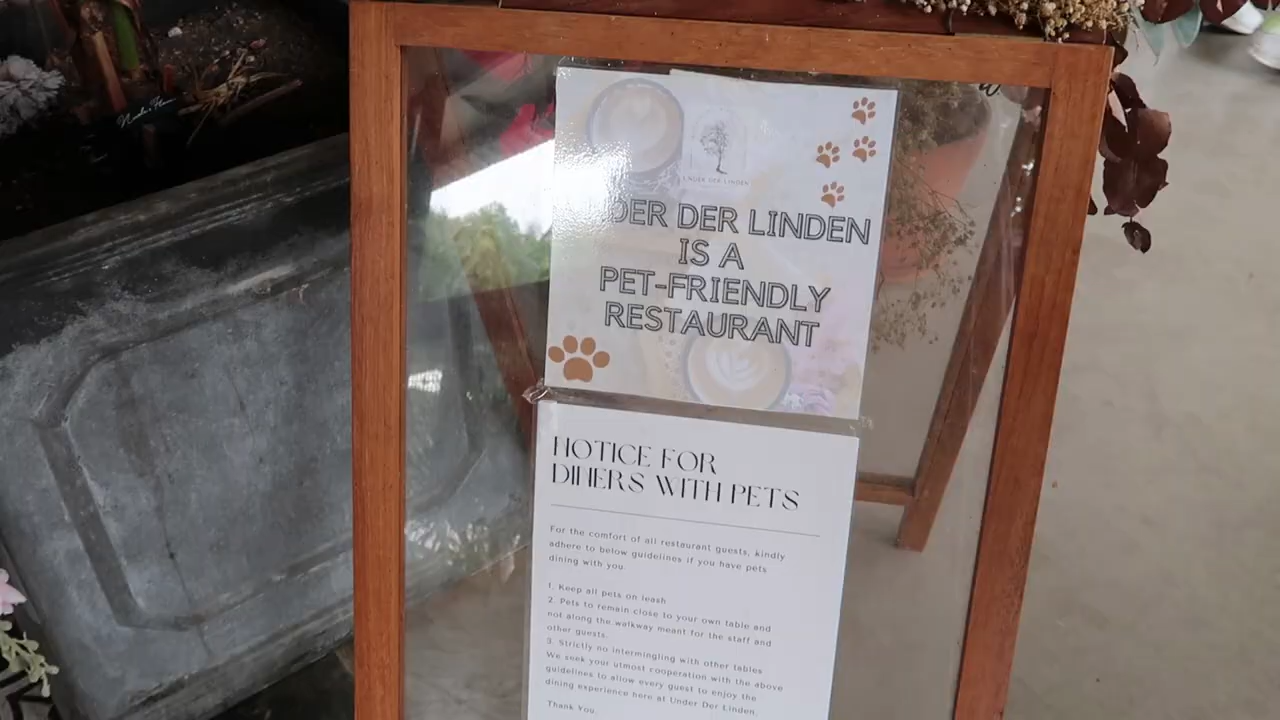 UNDER DER LINDEN
DER DER LINDEN
IS A
PET-FRIENDLY
RESTAURANT
NOTICE FOR
DINERS WITH PETS
For the comfort of all restaurant guests, kindly
adhere to below guidelines if you have pets
dining with you.
1. Keep all pets on leash
2. Pets to remain close to your own table and
not along the walkway meant for the staff and
other guests.
3. Strictly no intermingling with other tables
We seek your utmost cooperation with the above
guidelines to allow every guest to enjoy the
dining experience here at Under Der Linden.
Thank You.